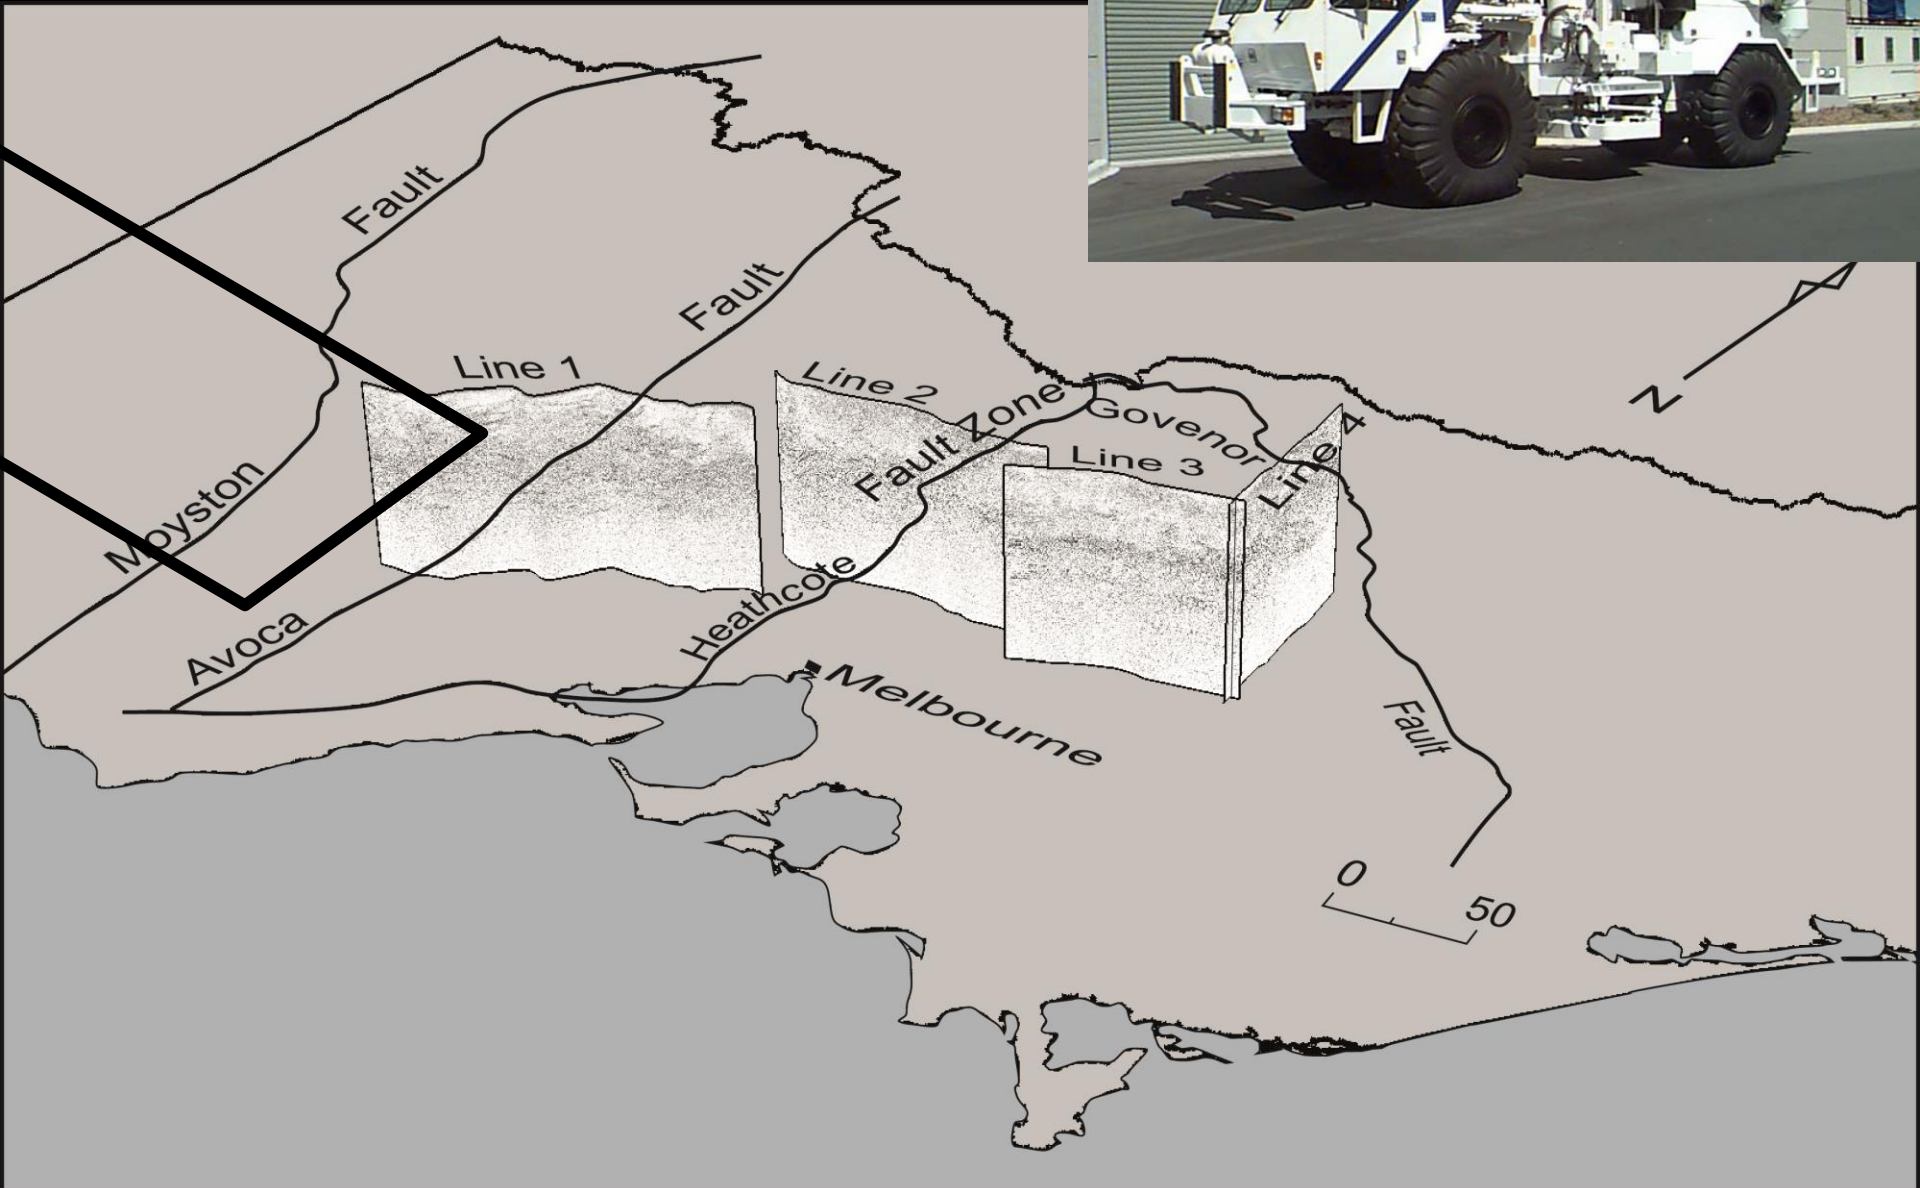 Fault
Fault
Line 1
Line 2
Fault Zone
Govenor
Line 3
Line 4
N
Moyston
Avoca
Heathcote
Melbourne
Fault
0
50